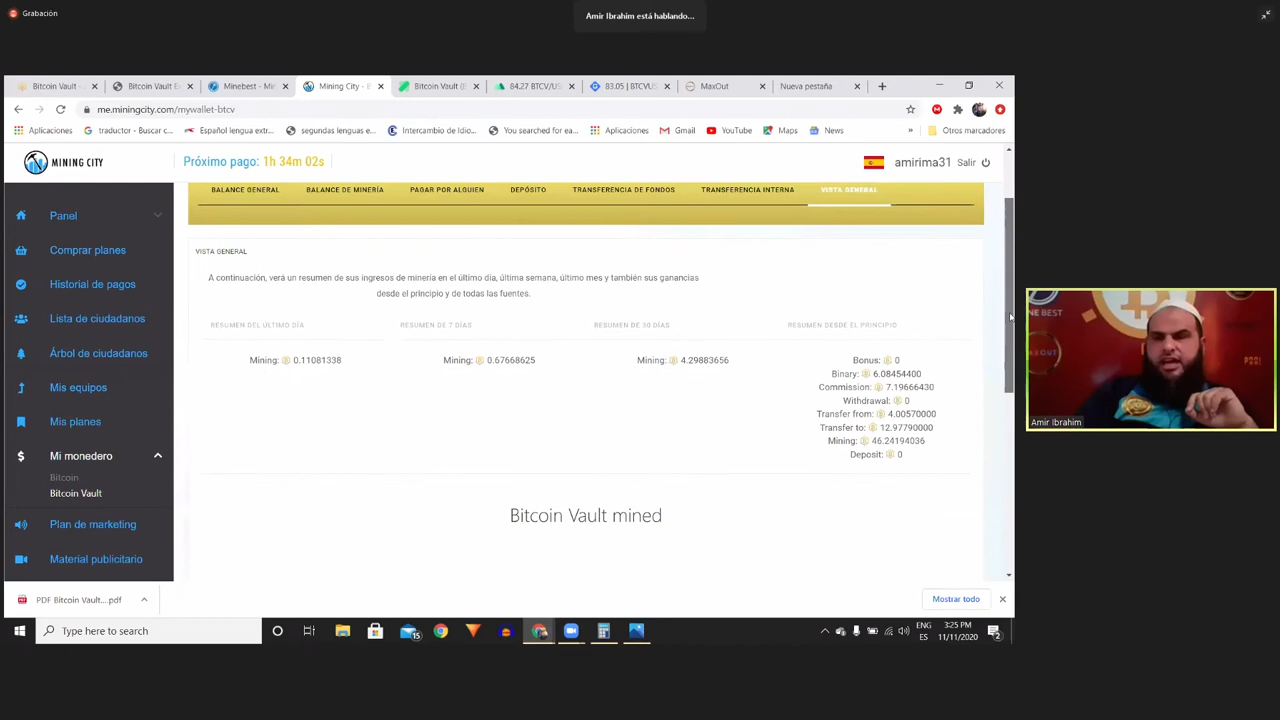 Grabación
Amir Ibrahim está hablando...
Bitcoin Vault
Bitcoin Vault E
Minebest - Mi
Mining City - B
Bitcoin Vault (B
84.27 BTCV/US
83.05 | BTCVUS
MaxOut
Nueva pestaña
me.miningcity.com/mywallet-btcv
Aplicaciones
traductor - Buscar c...
Español lengua extr...
segundas lenguas e...
Intercambio de Idio...
You searched for ea...
Aplicaciones
Gmail
YouTube
Maps
News
»
Otros marcadores
MINING CITY
Próximo pago: 1h 34m 02s
amirima31 Salir
BALANCE GENERAL
BALANCE DE MINERÍA
PAGAR POR ALGUIEN
DEPÓSITO
TRANSFERENCIA DE FONDOS
TRANSFERENCIA INTERNA
VISTA GENERAL
Panel
Comprar planes
Historial de pagos
Lista de ciudadanos
Árbol de ciudadanos
Mis equipos
Mis planes
Mi monedero
Bitcoin
Bitcoin Vault
Plan de marketing
Material publicitario
VISTA GENERAL
A continuación, verá un resumen de sus ingresos de minería en el último día, última semana, último mes y también sus ganancias
desde el principio y de todas las fuentes.
RESUMEN DEL ÚLTIMO DÍA
Mining: 0.11081338
RESUMEN DE 7 DÍAS
Mining: 0.67668625
RESUMEN DE 30 DÍAS
Mining: 4.29883656
RESUMEN DESDE EL PRINCIPIO
Bonus: 0
Binary: 6.08454400
Commission: 7.19666430
Withdrawal: 0
Transfer from: 4.00570000
Transfer to: 12.97790000
Mining: 46.24194036
Deposit: 0
Bitcoin Vault mined
NE BEST
Amir Ibrahim
PDF Bitcoin Vault....pdf
Mostrar todo
Type here to search
15
ENG
ES
3:25 PM
11/11/2020
2